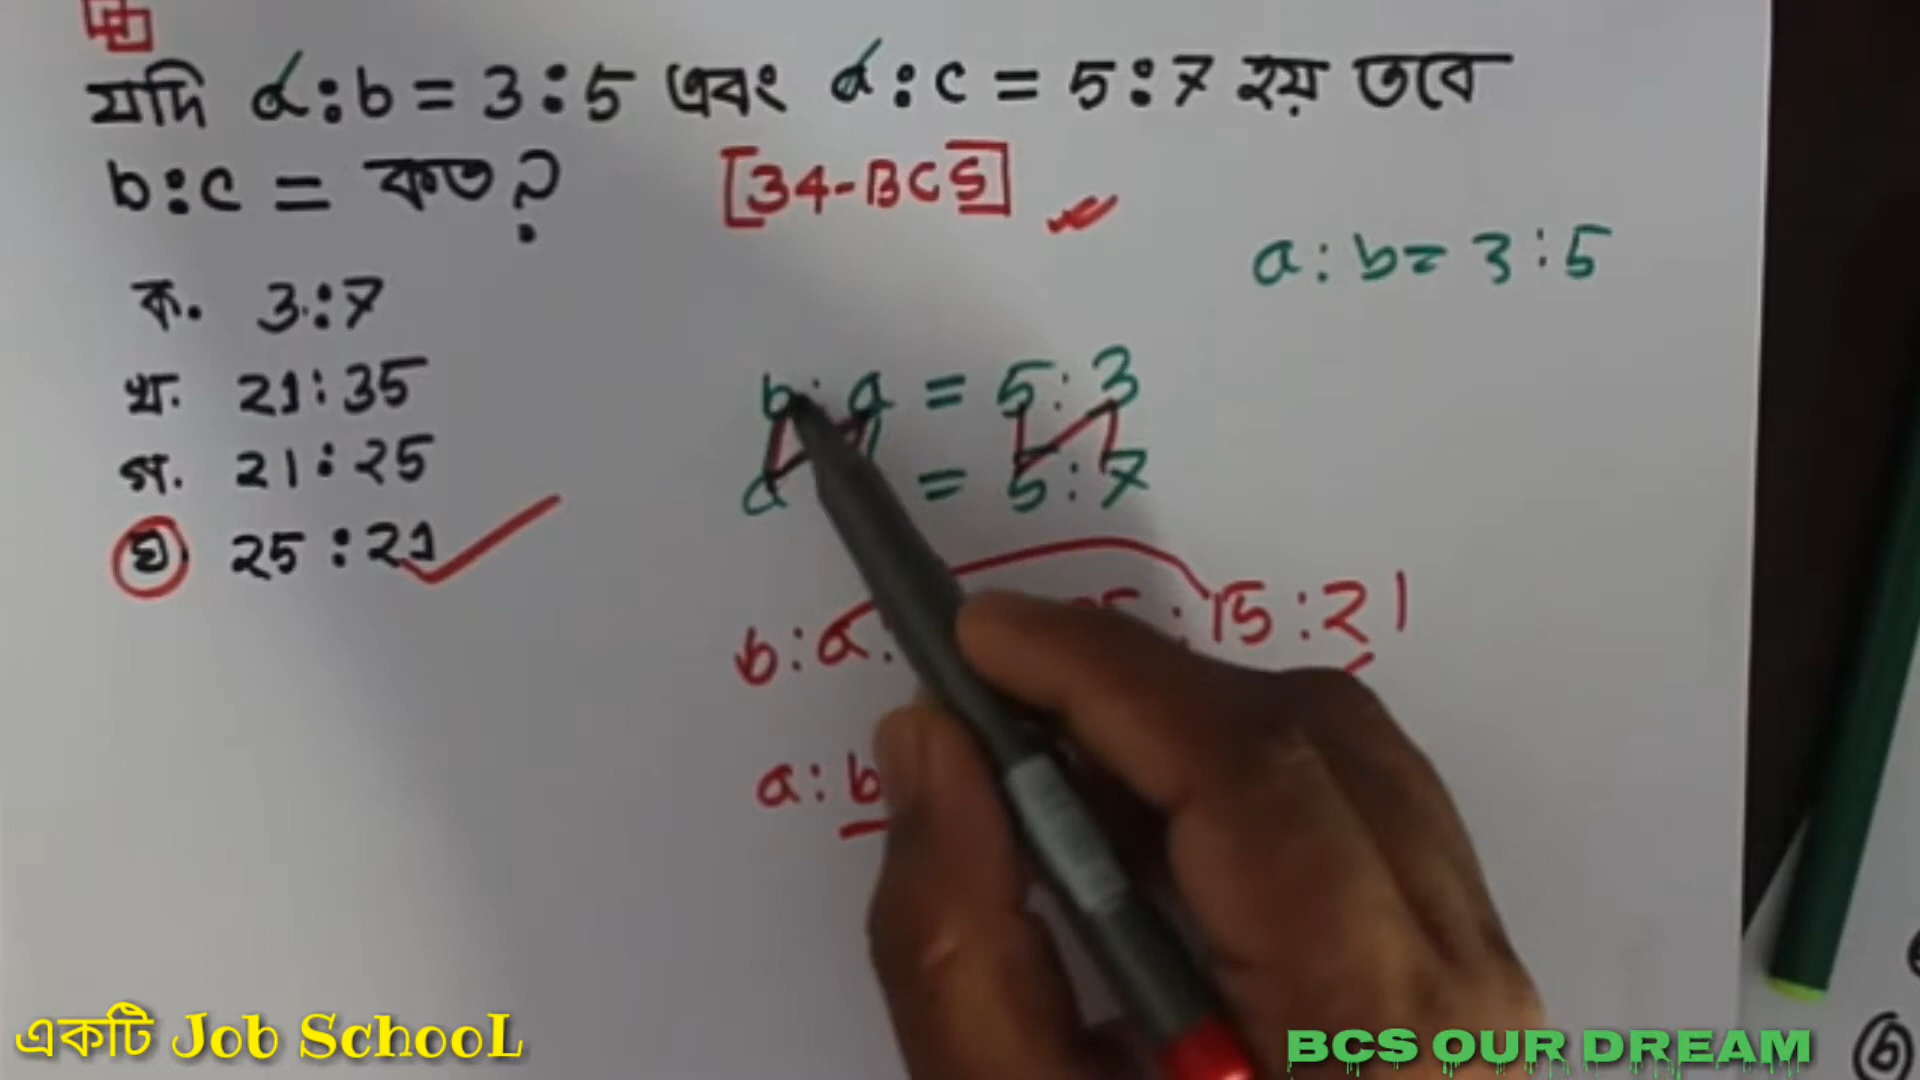 যদি a:b = 3:5 এবং a:c = 5:7 হয় তবে
b:c = কত?
[34-BCS]
a:b = 3:5
ক. 3:7
খ. 21:35
গ. 21:25
ঘ. 25:21
b:a = 5:3
a = 5:7
b:a: :15:21
a:b
একটি Job SchooL
BCS OUR DREAM